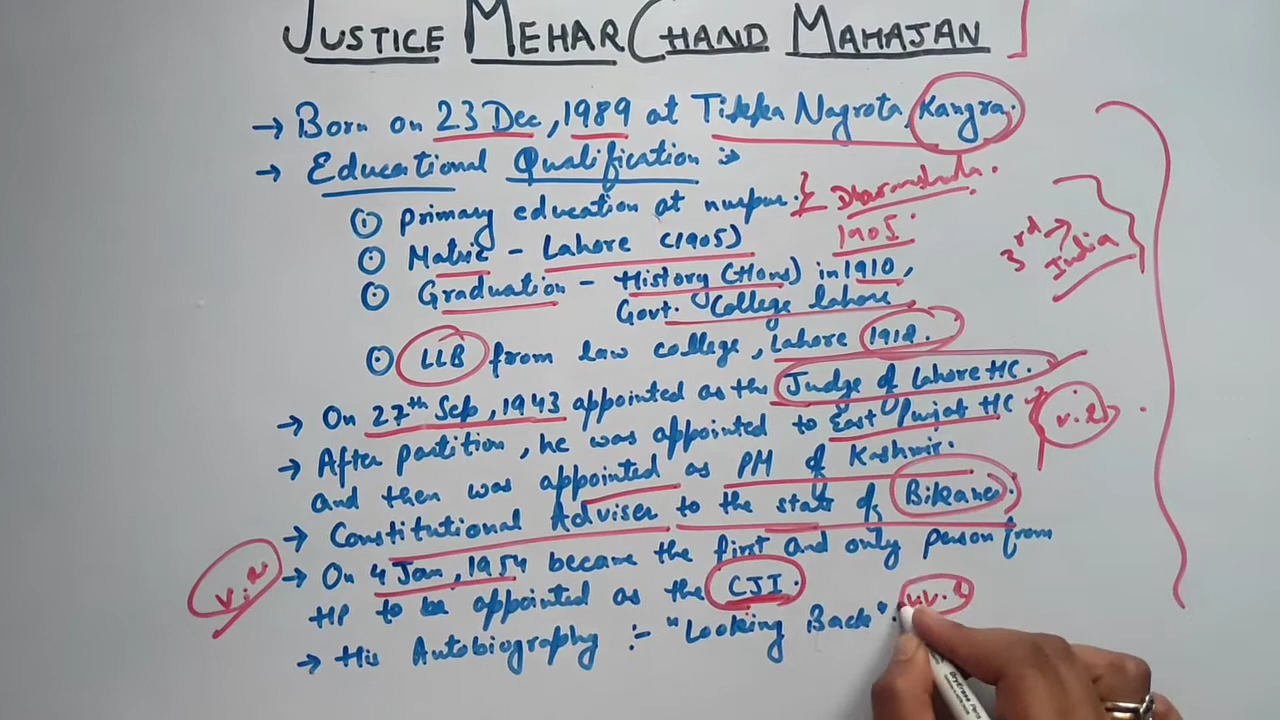 JUSTICE MEHAR CHAND MAHAJAN
→ Born on 23 Dec, 1989 at Tikka Nagrota, Kangra.
→ Educational Qualification :-
① Primary education at nurpur. } Dharamshala.
⊙ Matric - Lahore (1905) 1905.
⊙ Graduation - History (Hons) in 1910,
Govt. College Lahore
3rd → India
⊙ LLB from law college, Lahore 1912.
→ On 27th Sep, 1943 appointed as the Judge of Lahore HC.
→ After partition, he was appointed to East Punjab HC
and then was appointed as PM of Kashmir.
V.i
→ Constitutional Adviser to the state of Bikaner.
→ On 4 Jan, 1954 became the first and only person from
HP to be appointed as the CJI.
V.i
→ His Autobiography :- "Looking Back".